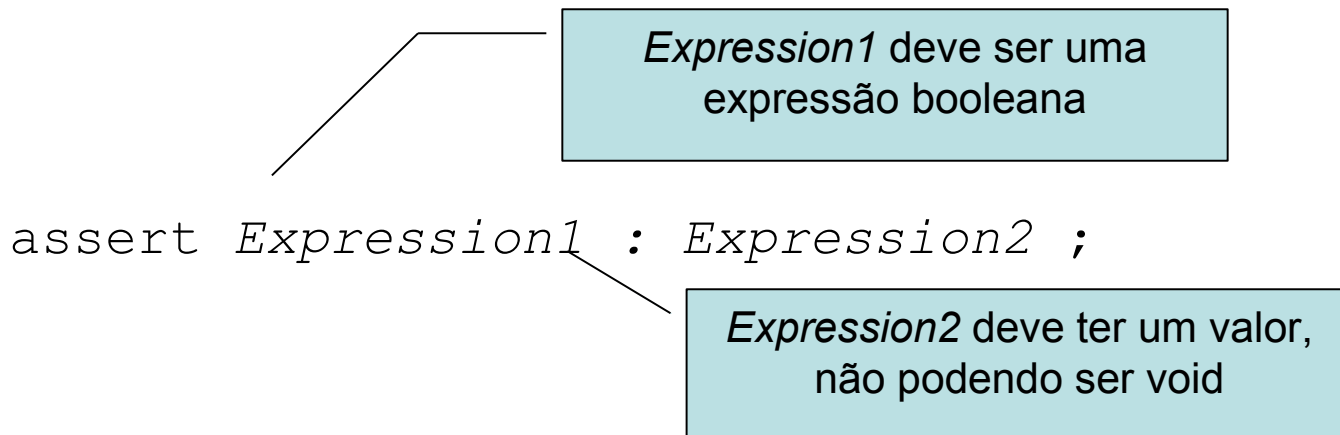 Expression1 deve ser uma
expressão booleana
assert Expression1 : Expression2 ;
Expression2 deve ter um valor,
não podendo ser void